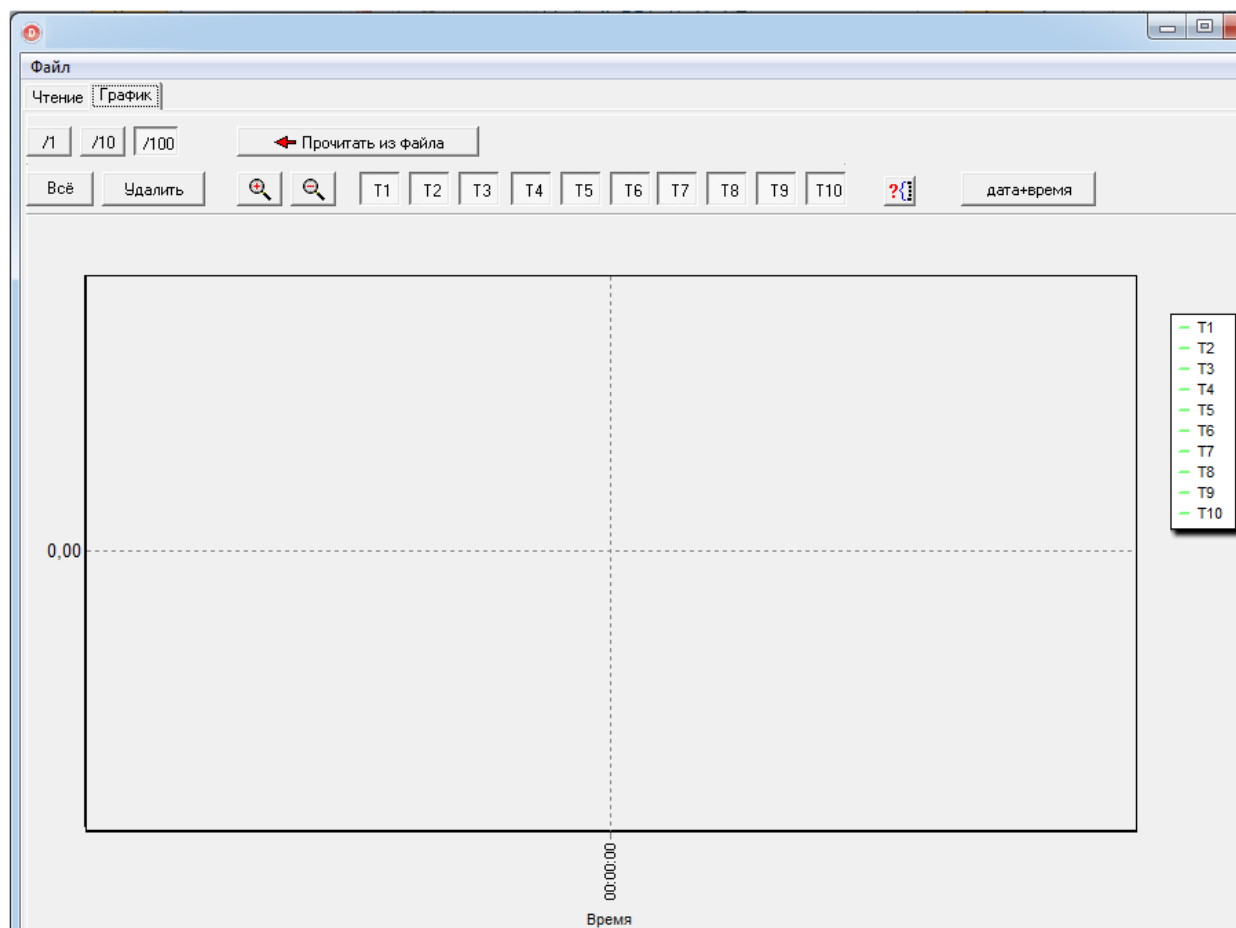 Файл
Чтение График
/1 /10 /100 Прочитать из файла
Всё Удалить T1 T2 T3 T4 T5 T6 T7 T8 T9 T10 ?{ дата+время
T1
T2
T3
T4
T5
T6
T7
T8
T9
T10
0,00
00:00:00
Время